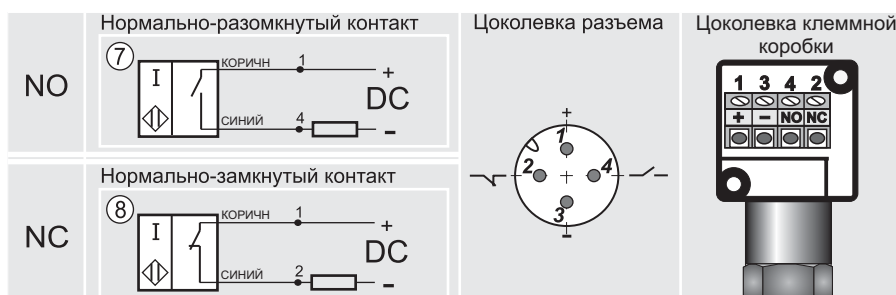 Нормально-разомкнутый контакт
NO
7
I
КОРИЧН 1
+
DC
СИНИЙ 4
-
Нормально-замкнутый контакт
NC
8
I
КОРИЧН 1
+
DC
СИНИЙ 2
-
Цоколевка разъема
+
1
2
4
3
-
Цоколевка клеммной
коробки
1 3 4 2
+ - NO NC